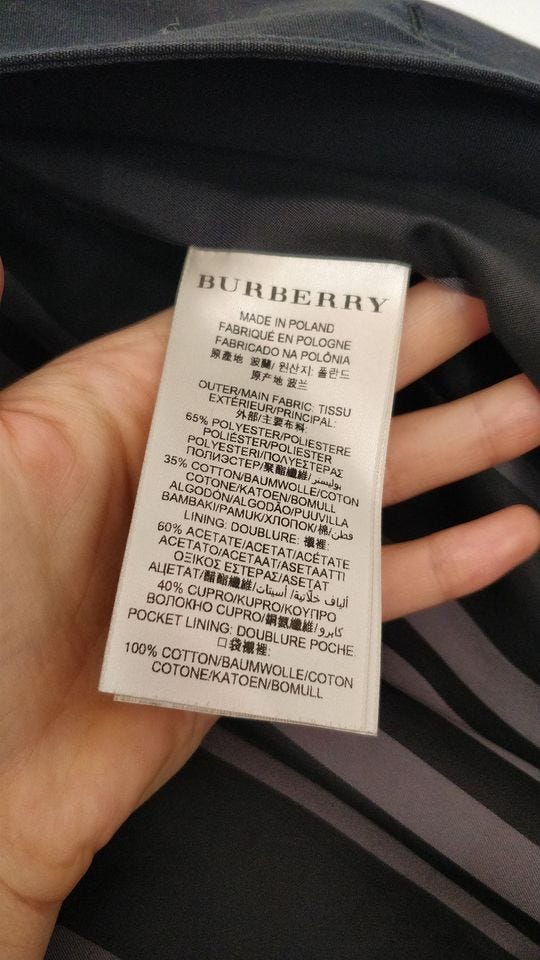 BURBERRY
MADE IN POLAND
FABRIQUÉ EN POLOGNE
FABRICADO NA POLÔNIA
原產地 波蘭/ 원산지: 폴란드
原产地 波兰
OUTER/MAIN FABRIC: TISSU
EXTÉRIEUR/PRINCIPAL:
外部/主要布料:
65% POLYESTER/POLIESTERE
POLIÉSTER/POLIESTER
POLYESTERI/ΠΟΛΥΕΣΤΕΡΑΣ
ПОЛИЭСТЕР/聚酯纖維/بوليستر
35% COTTON/BAUMWOLLE/COTON
COTONE/KATOEN/BOMULL
ALGODÓN/ALGODÃO/PUUVILLA
ΒΑΜΒΑΚΙ/PAMUK/ХЛОПОК/棉/قطن
LINING: DOUBLURE: 襯裡:
60% ACETATE/ACETAT/ACÉTATE
ACETATO/ACETAAT/ASETAATTI
ΟΞΙΚΟΣ ΕΣΤΕΡΑΣ/ASETAT
АЦЕТАТ/醋酯纖維/ألياف خلّاتية/ أسيتات
40% CUPRO/KUPRO/ΚΟΥΠΡΟ
ВОЛОКНО CUPRO/銅氨纖維/كابرو
POCKET LINING: DOUBLURE POCHE:
口袋襯裡:
100% COTTON/BAUMWOLLE/COTON
COTONE/KATOEN/BOMULL